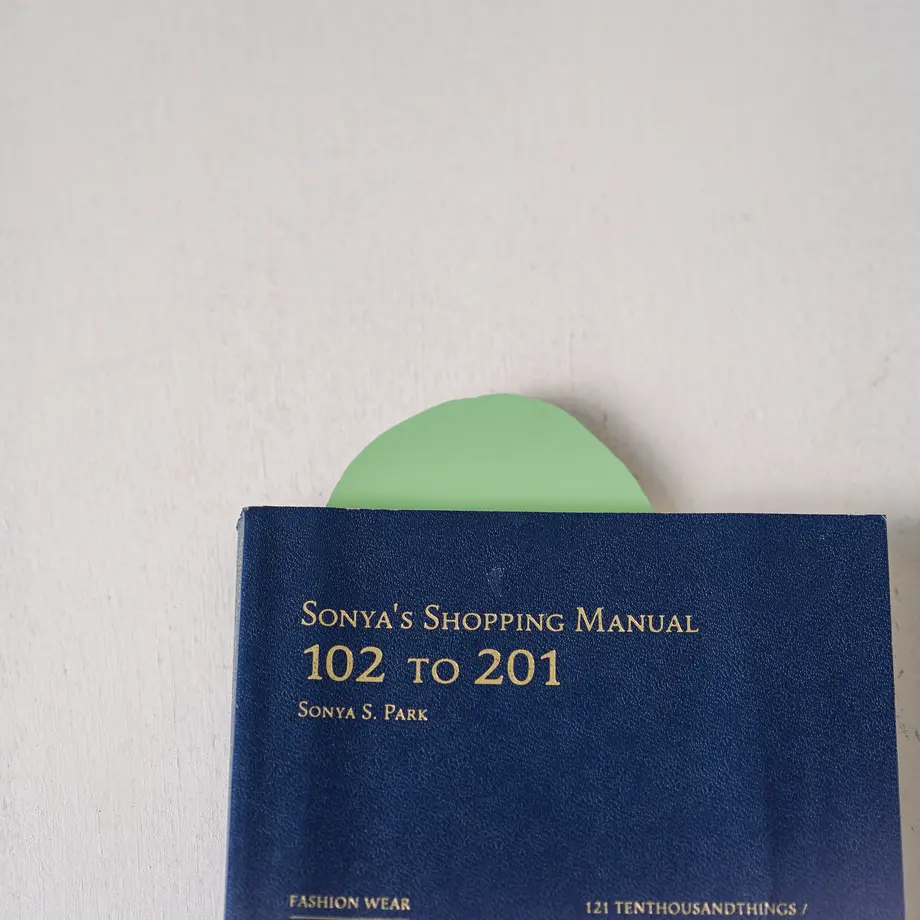 Sonya's Shopping Manual
102 to 201
Sonya S. Park
FASHION WEAR
121 TENTHOUSANDTHINGS /